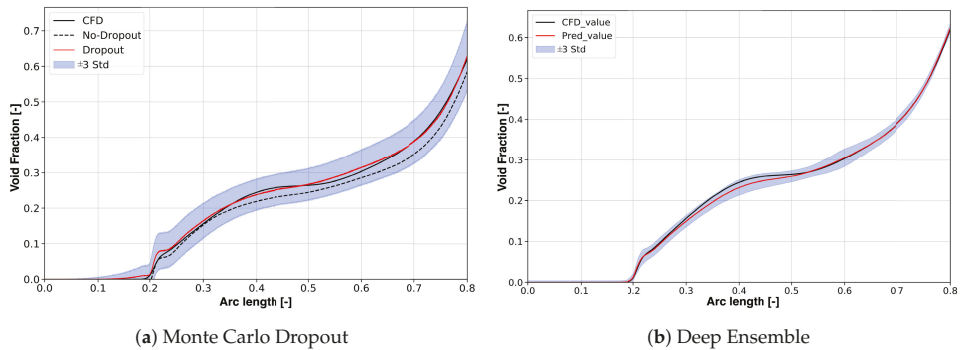 CFD
No-Dropout
Dropout
±3 Std
Void Fraction [-]
0.7
0.6
0.5
0.4
0.3
0.2
0.1
0.0
0.0 0.1 0.2 0.3 0.4 0.5 0.6 0.7 0.8
Arc length [-]
(a) Monte Carlo Dropout
CFD_value
Pred_value
±3 Std
Void Fraction [-]
0.6
0.5
0.4
0.3
0.2
0.1
0.0
0.0 0.1 0.2 0.3 0.4 0.5 0.6 0.7 0.8
Arc length [-]
(b) Deep Ensemble